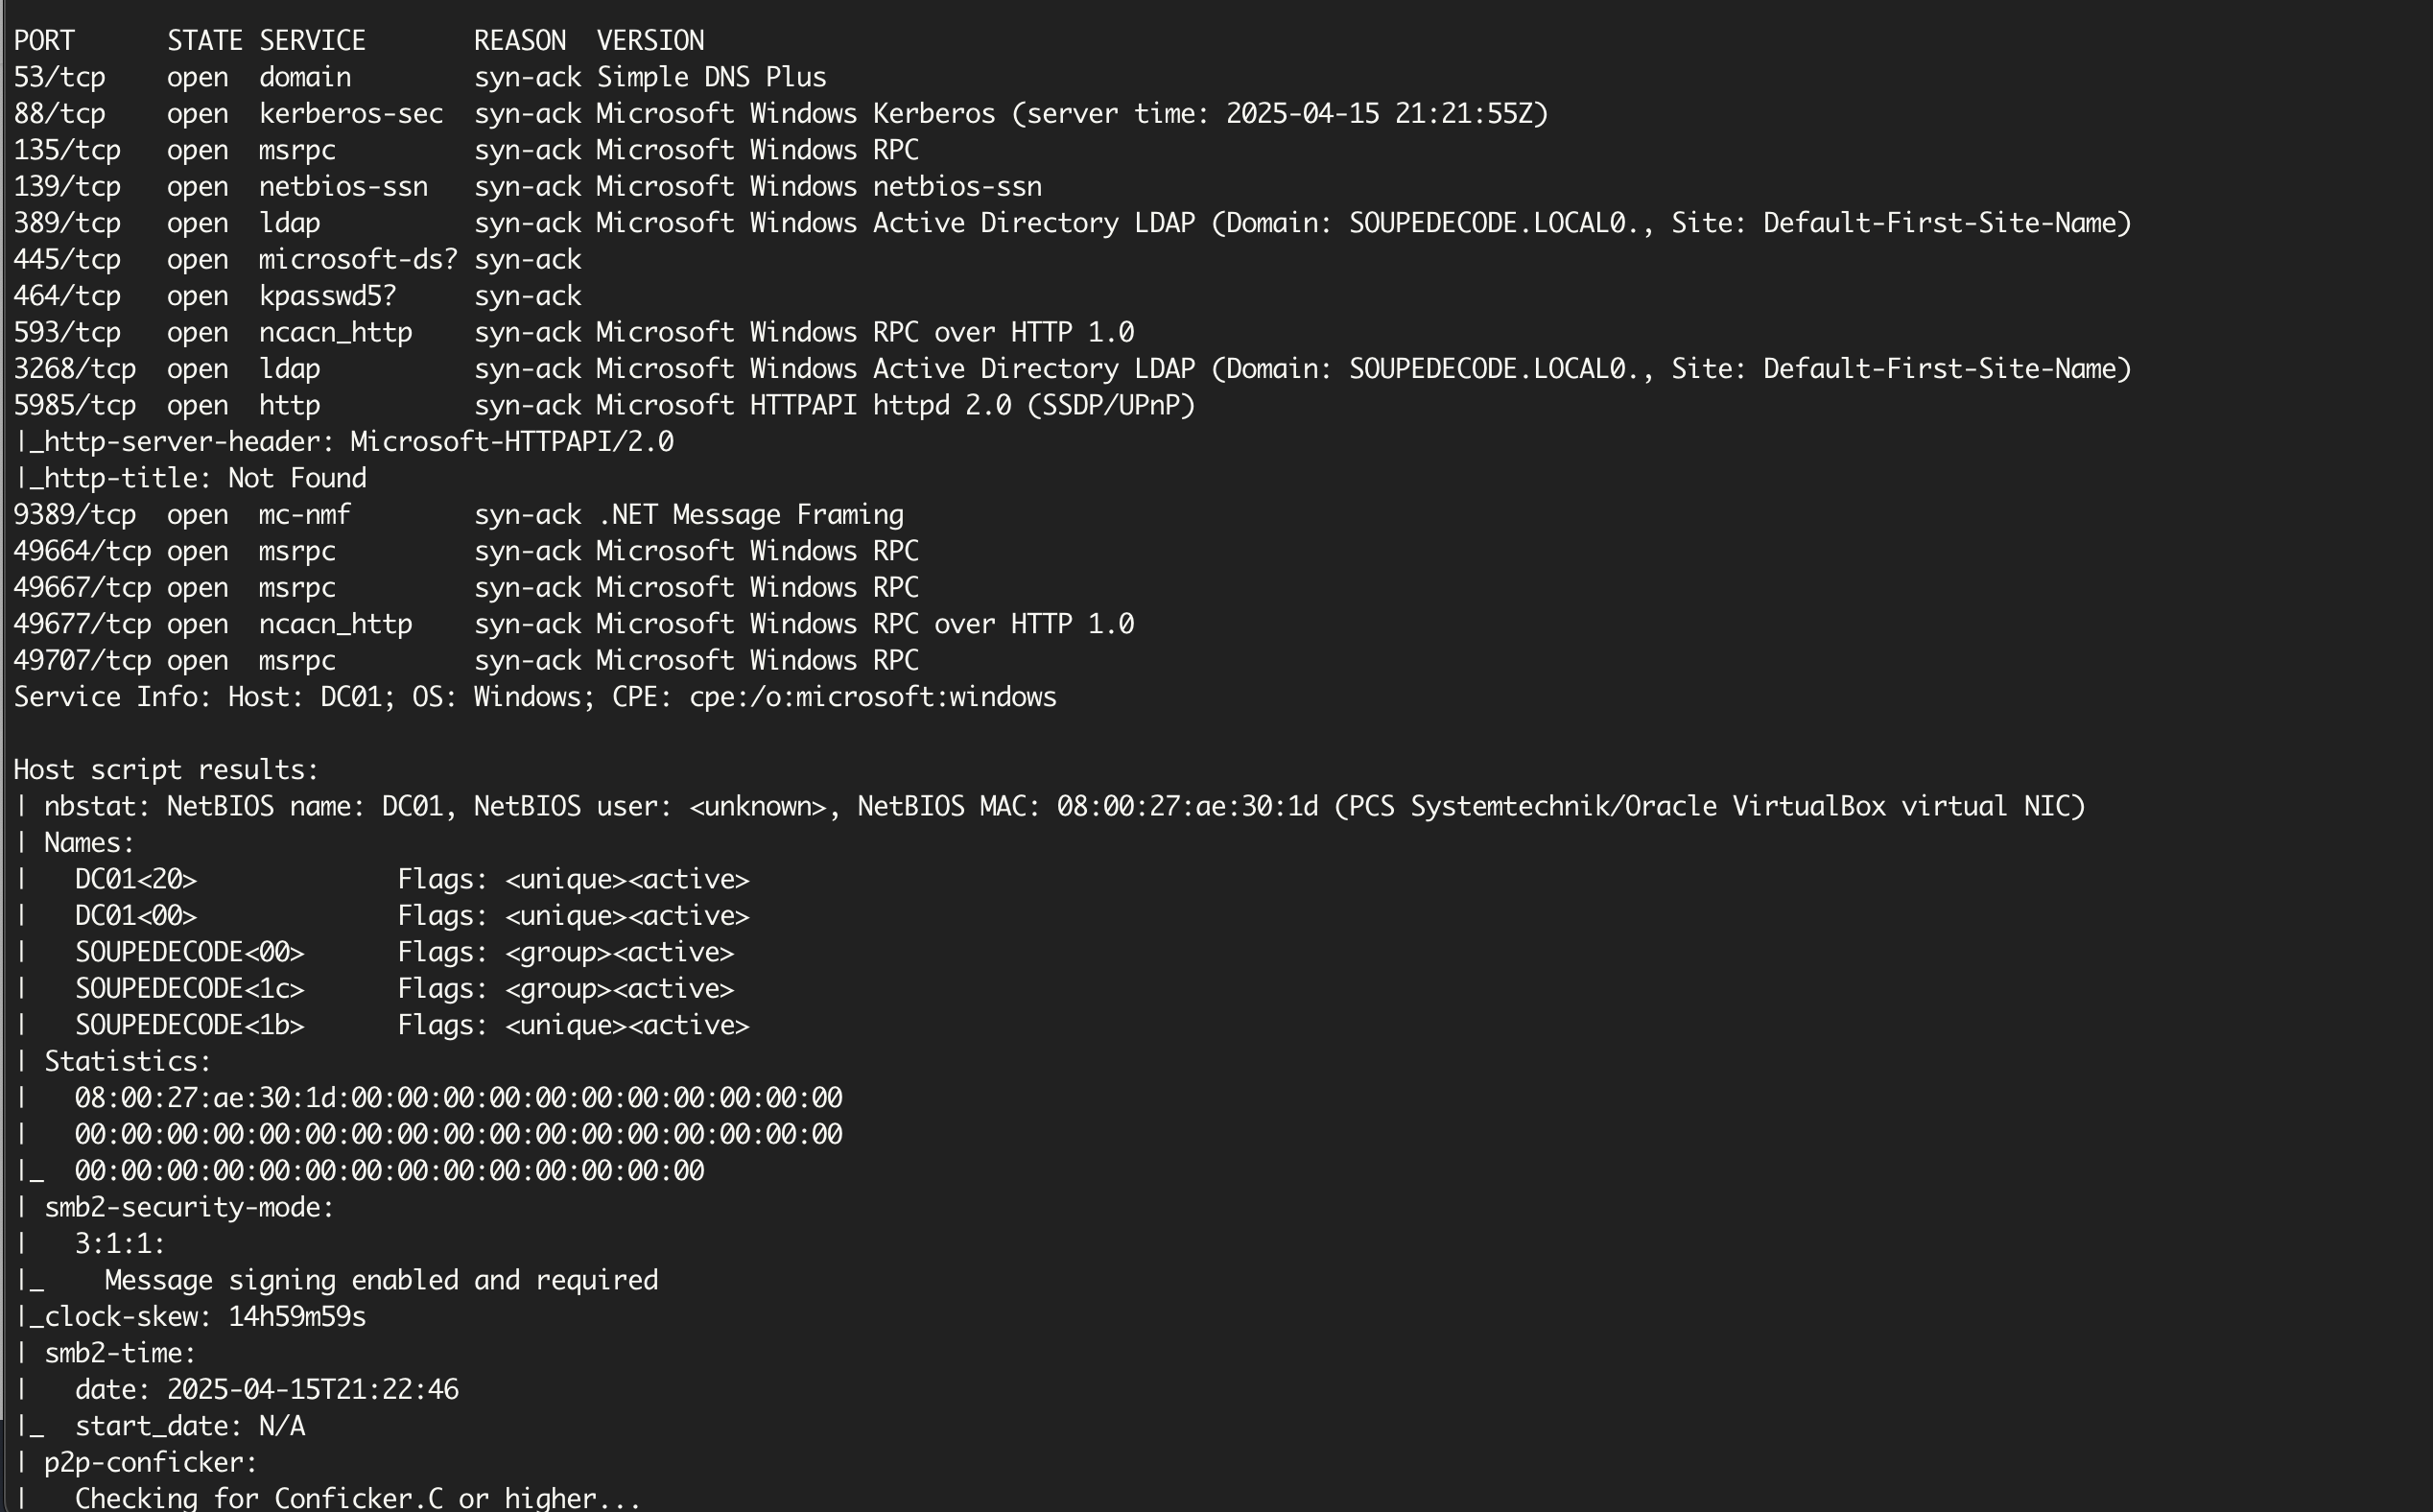 PORT      STATE SERVICE       REASON  VERSION
53/tcp    open  domain        syn-ack Simple DNS Plus
88/tcp    open  kerberos-sec  syn-ack Microsoft Windows Kerberos (server time: 2025-04-15 21:21:55Z)
135/tcp   open  msrpc         syn-ack Microsoft Windows RPC
139/tcp   open  netbios-ssn   syn-ack Microsoft Windows netbios-ssn
389/tcp   open  ldap          syn-ack Microsoft Windows Active Directory LDAP (Domain: SOUPEDECODE.LOCAL0., Site: Default-First-Site-Name)
445/tcp   open  microsoft-ds? syn-ack
464/tcp   open  kpasswd5?     syn-ack
593/tcp   open  ncacn_http    syn-ack Microsoft Windows RPC over HTTP 1.0
3268/tcp  open  ldap          syn-ack Microsoft Windows Active Directory LDAP (Domain: SOUPEDECODE.LOCAL0., Site: Default-First-Site-Name)
5985/tcp  open  http          syn-ack Microsoft HTTPAPI httpd 2.0 (SSDP/UPnP)
|_http-server-header: Microsoft-HTTPAPI/2.0
|_http-title: Not Found
9389/tcp  open  mc-nmf        syn-ack .NET Message Framing
49664/tcp open  msrpc         syn-ack Microsoft Windows RPC
49667/tcp open  msrpc         syn-ack Microsoft Windows RPC
49677/tcp open  ncacn_http    syn-ack Microsoft Windows RPC over HTTP 1.0
49707/tcp open  msrpc         syn-ack Microsoft Windows RPC
Service Info: Host: DC01; OS: Windows; CPE: cpe:/o:microsoft:windows

Host script results:
| nbstat: NetBIOS name: DC01, NetBIOS user: <unknown>, NetBIOS MAC: 08:00:27:ae:30:1d (PCS Systemtechnik/Oracle VirtualBox virtual NIC)
| Names:
|   DC01<20>             Flags: <unique><active>
|   DC01<00>             Flags: <unique><active>
|   SOUPEDECODE<00>      Flags: <group><active>
|   SOUPEDECODE<1c>      Flags: <group><active>
|   SOUPEDECODE<1b>      Flags: <unique><active>
| Statistics:
|   08:00:27:ae:30:1d:00:00:00:00:00:00:00:00:00:00:00
|   00:00:00:00:00:00:00:00:00:00:00:00:00:00:00:00:00
|_  00:00:00:00:00:00:00:00:00:00:00:00:00:00
| smb2-security-mode:
|   3:1:1:
|_    Message signing enabled and required
|_clock-skew: 14h59m59s
| smb2-time:
|   date: 2025-04-15T21:22:46
|_  start_date: N/A
| p2p-conficker:
|   Checking for Conficker.C or higher...